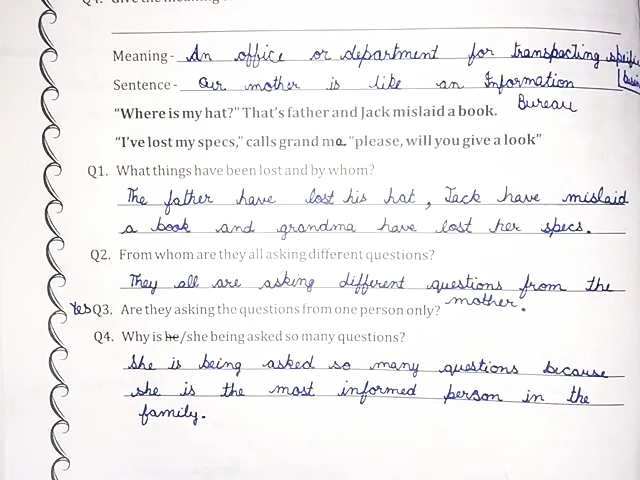 Q4. Give the meaning
Meaning - An office or department for transpacting specific
Sentence - Our mother is like an Information
Bureau
"Where is my hat?" That's father and Jack mislaid a book.
"I've lost my specs," calls grand ma "please, will you give a look"
Q1. What things have been lost and by whom?
The father have lost his hat, Jack have mislaid
a book and grandma have lost her specs.
Q2. From whom are they all asking different questions?
They all are asking different questions from the
mother.
Yes Q3. Are they asking the questions from one person only?
Q4. Why is he/she being asked so many questions?
She is being asked so many questions because
she is the most informed person in the
family.